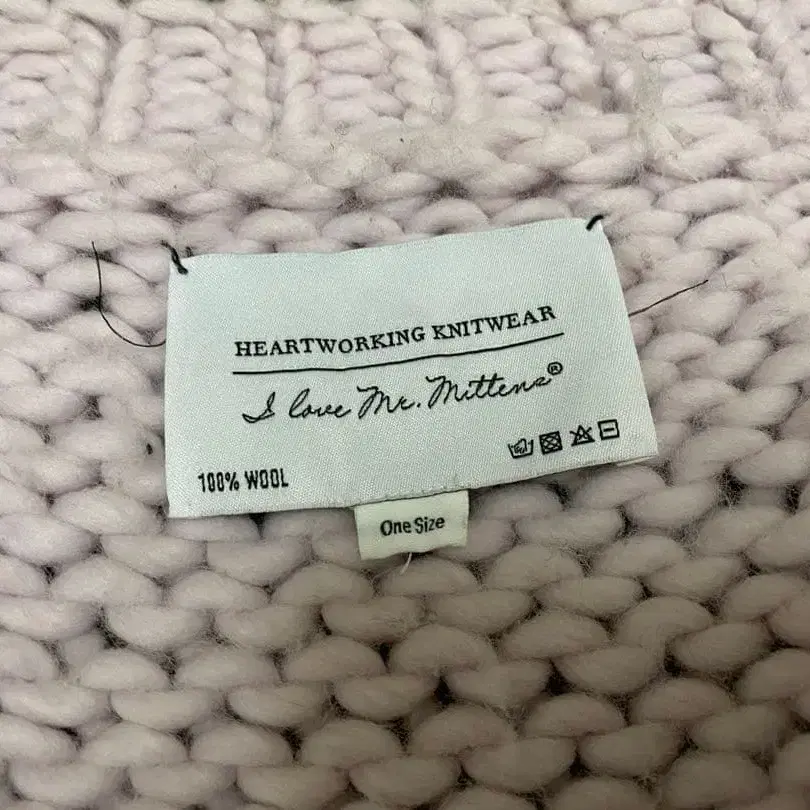 HEARTWORKING KNITWEAR
I love Mr. Mittens®
100% WOOL
One Size